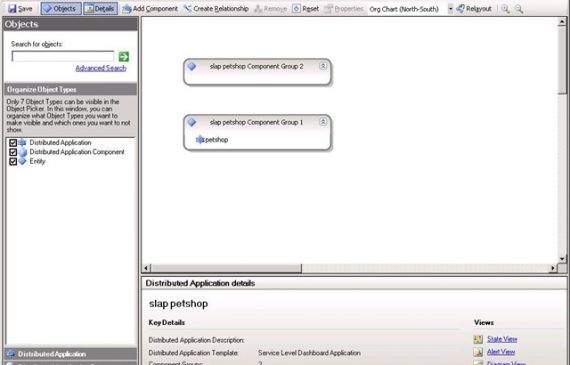 Save Objects Details Add Component Create Relationship Remove Reset Properties Org Chart (North-South) Relayout
Objects
Search for objects:
Advanced Search
Organize Object Types
Only 7 Object Types can be visible in the
Object Picker. In this window, you can
organize what Object Types you want to
make visible and which ones you want to not
show.
Distributed Application
Distributed Application Component
Entity
Distributed Application
slap petshop Component Group 2
slap petshop Component Group 1
petshop
Distributed Application details
slap petshop
Key Details
Distributed Application Description:
Distributed Application Template: Service Level Dashboard Application
Component Groups: 2
Views
State View
Alert View
Diagram View